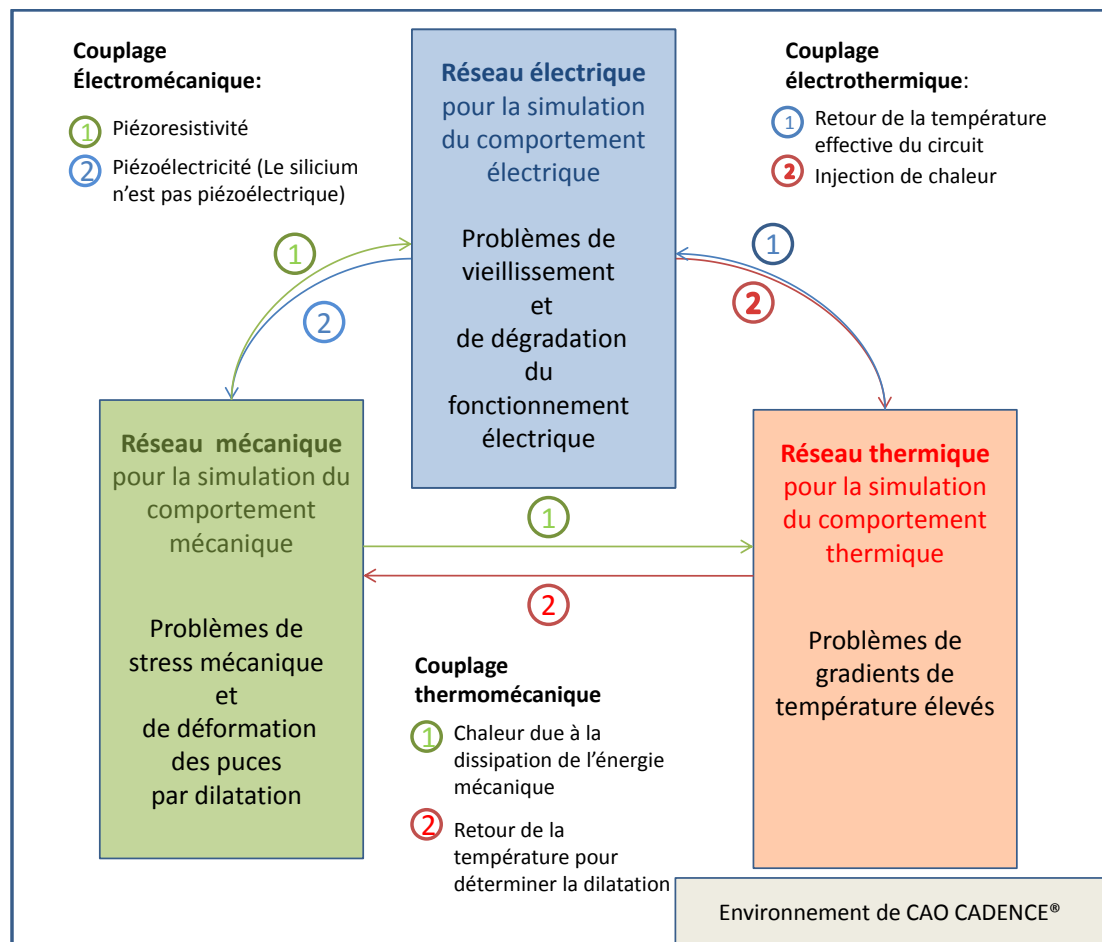 Couplage
Électromécanique:
1 Piézoresistivité
2 Piézoélectricité (Le silicium
n’est pas piézoélectrique)
Réseau électrique
pour la simulation
du comportement
électrique
Problèmes de
vieillissement
et
de dégradation
du
fonctionnement
électrique
Couplage
électrothermique:
1 Retour de la température
effective du circuit
2 Injection de chaleur
1
2
1
2
Réseau mécanique
pour la simulation du
comportement
mécanique
Problèmes de
stress mécanique
et
de déformation
des puces
par dilatation
1
2
Réseau thermique
pour la simulation
du comportement
thermique
Problèmes de
gradients de
température élevés
Couplage
thermomécanique
1 Chaleur due à la
dissipation de l’énergie
mécanique
2 Retour de la
température pour
déterminer la dilatation
Environnement de CAO CADENCE®